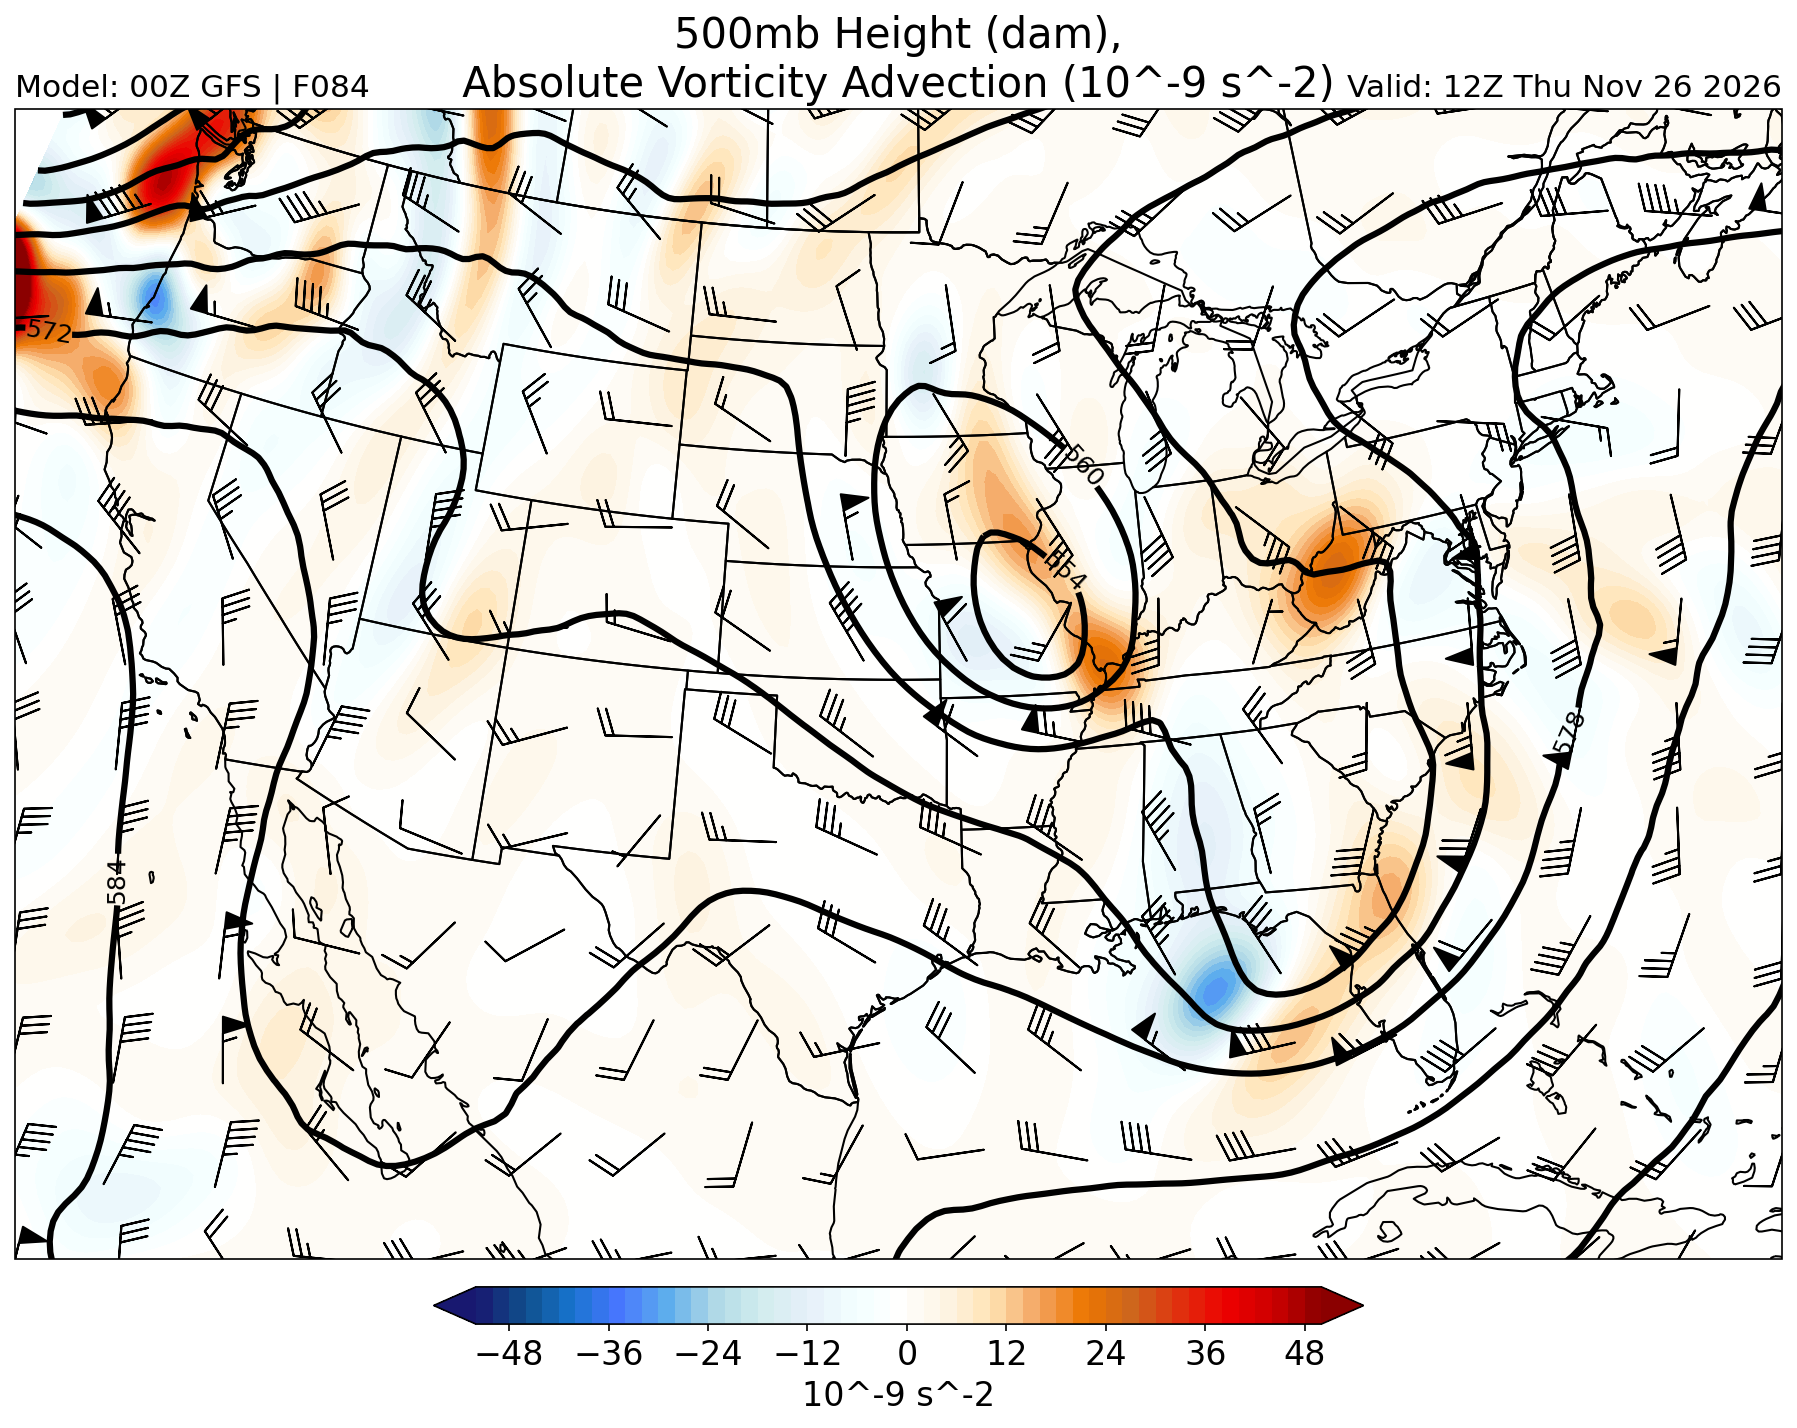 500mb Height (dam),
Model: 00Z GFS | F084
Absolute Vorticity Advection (10^-9 s^-2)
Valid: 12Z Thu Nov 26 2026
572
560
554
578
584
−48 −36 −24 −12 0 12 24 36 48
10^-9 s^-2